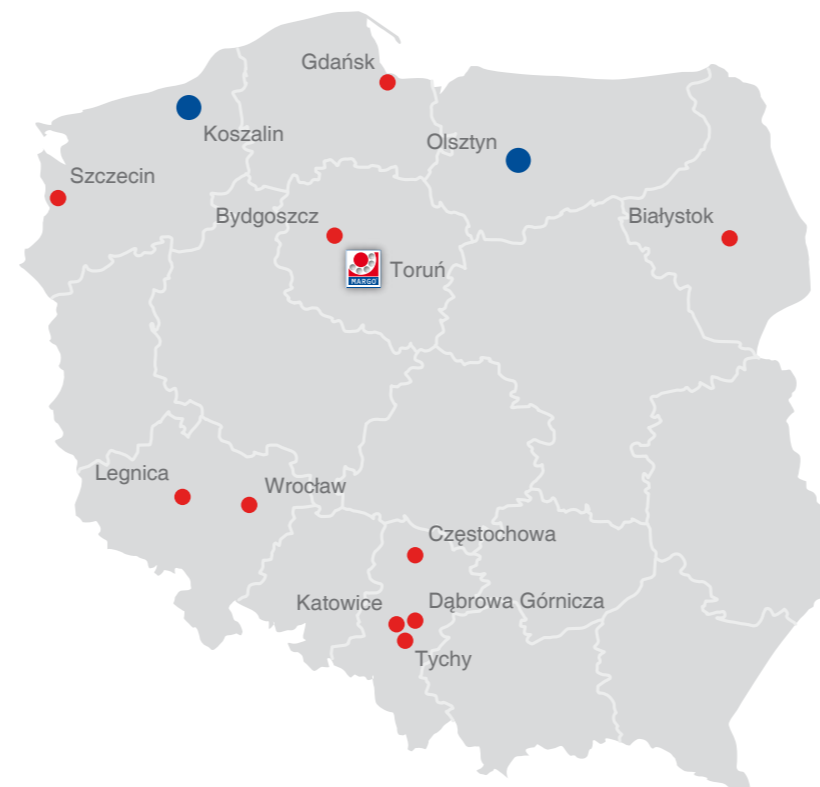 Gdańsk
Koszalin
Olsztyn
Szczecin
Bydgoszcz
Białystok
Toruń
MARGO
Legnica
Wrocław
Częstochowa
Katowice
Dąbrowa Górnicza
Tychy